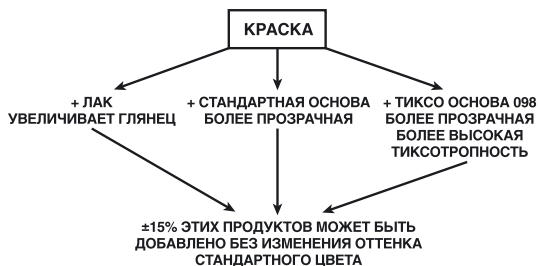 КРАСКА
+ ЛАК
УВЕЛИЧИВАЕТ ГЛЯНЕЦ
+ СТАНДАРТНАЯ ОСНОВА
БОЛЕЕ ПРОЗРАЧНАЯ
+ ТИКСО ОСНОВА 098
БОЛЕЕ ПРОЗРАЧНАЯ
БОЛЕЕ ВЫСОКАЯ
ТИКСОТРОПНОСТЬ
±15% ЭТИХ ПРОДУКТОВ МОЖЕТ БЫТЬ
ДОБАВЛЕНО БЕЗ ИЗМЕНЕНИЯ ОТТЕНКА
СТАНДАРТНОГО ЦВЕТА